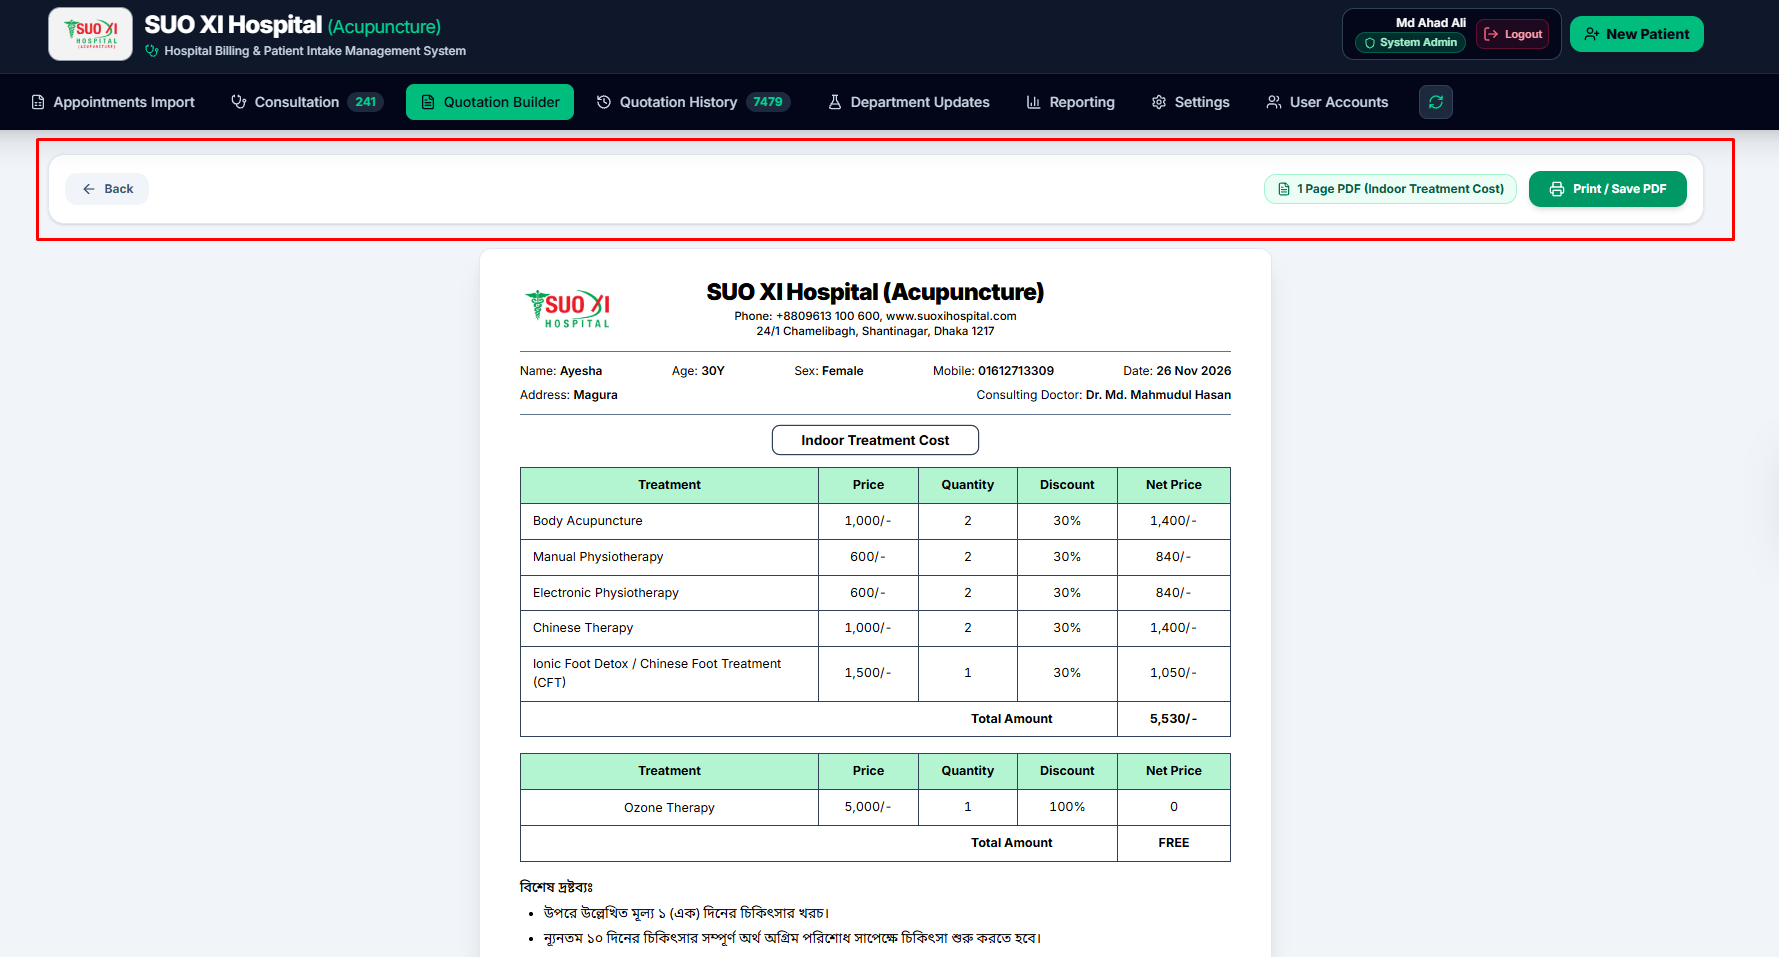 SUO XI
HOSPITAL
(ACUPUNCTURE)
SUO XI Hospital (Acupuncture)
Hospital Billing & Patient Intake Management System
Md Ahad Ali
System Admin
Logout
New Patient
Appointments Import
Consultation 241
Quotation Builder
Quotation History 7479
Department Updates
Reporting
Settings
User Accounts
Back
1 Page PDF (Indoor Treatment Cost)
Print / Save PDF
SUO XI
HOSPITAL
SUO XI Hospital (Acupuncture)
Phone: +8809613 100 600, www.suoxihospital.com
24/1 Chamelibagh, Shantinagar, Dhaka 1217
Name: Ayesha Age: 30Y Sex: Female Mobile: 01612713309 Date: 26 Nov 2026
Address: Magura Consulting Doctor: Dr. Md. Mahmudul Hasan
Indoor Treatment Cost
Treatment Price Quantity Discount Net Price
Body Acupuncture 1,000/- 2 30% 1,400/-
Manual Physiotherapy 600/- 2 30% 840/-
Electronic Physiotherapy 600/- 2 30% 840/-
Chinese Therapy 1,000/- 2 30% 1,400/-
Ionic Foot Detox / Chinese Foot Treatment
(CFT) 1,500/- 1 30% 1,050/-
Total Amount 5,530/-
Treatment Price Quantity Discount Net Price
Ozone Therapy 5,000/- 1 100% 0
Total Amount FREE
বিশেষ দ্রষ্টব্যঃ
• উপরে উল্লেখিত মূল্য ১ (এক) দিনের চিকিৎসার খরচ।
• ন্যূনতম ১০ দিনের চিকিৎসার সম্পূর্ণ অর্থ অগ্রিম পরিশোধ সাপেক্ষে চিকিৎসা শুরু করতে হবে।